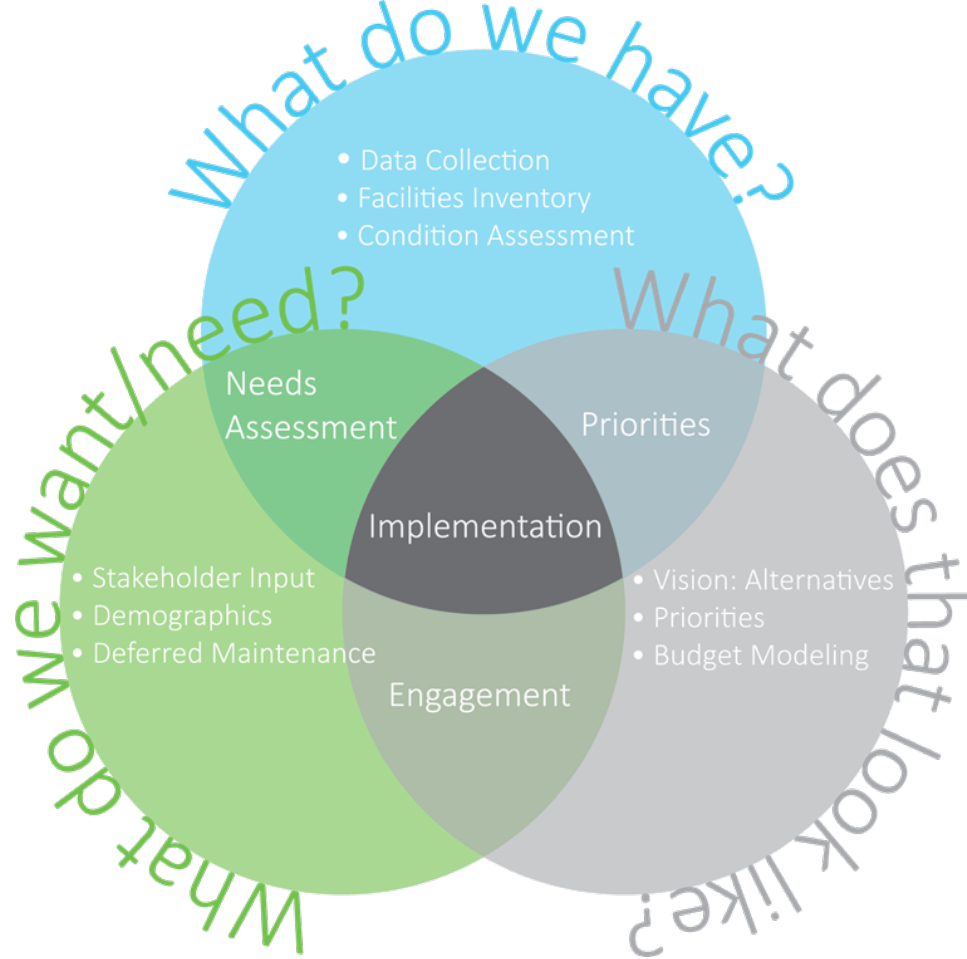 What do we have?
• Data Collection
• Facilities Inventory
• Condition Assessment
What do we want/need?
Needs
Assessment
• Stakeholder Input
• Demographics
• Deferred Maintenance
What does that look like?
Priorities
• Vision: Alternatives
• Priorities
• Budget Modeling
Implementation
Engagement